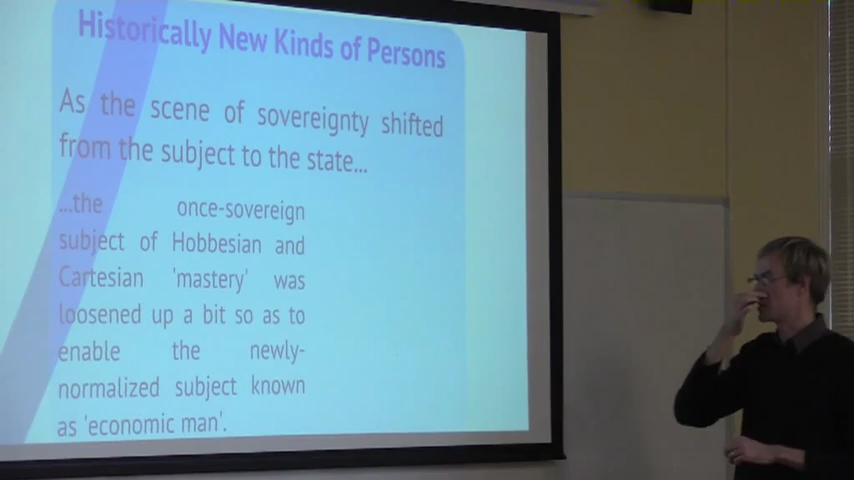 Historically New Kinds of Persons
As the scene of sovereignty shifted
from the subject to the state...
...the once-sovereign
subject of Hobbesian and
Cartesian 'mastery' was
loosened up a bit so as to
enable the newly-
normalized subject known
as 'economic man'.